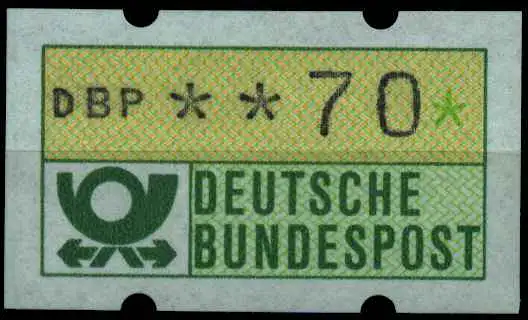 DBP **70*
DEUTSCHE
BUNDESPOST